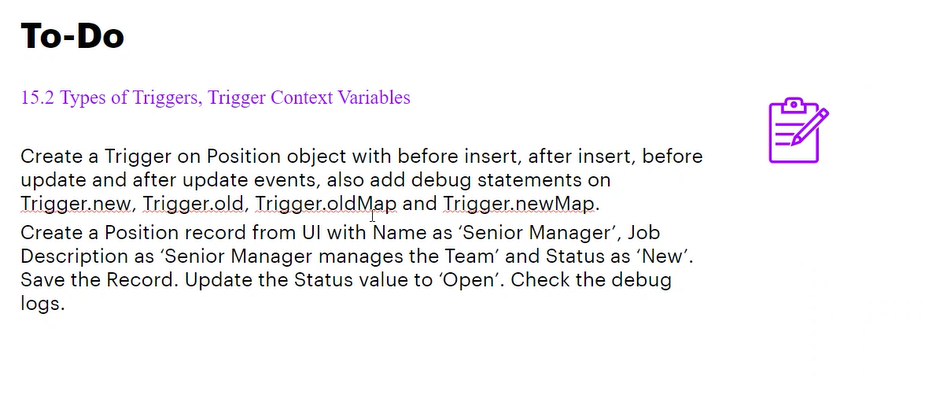 To-Do
15.2 Types of Triggers, Trigger Context Variables
Create a Trigger on Position object with before insert, after insert, before
update and after update events, also add debug statements on
Trigger.new, Trigger.old, Trigger.oldMap and Trigger.newMap.
Create a Position record from UI with Name as ‘Senior Manager’, Job
Description as ‘Senior Manager manages the Team’ and Status as ‘New’.
Save the Record. Update the Status value to ‘Open’. Check the debug
logs.